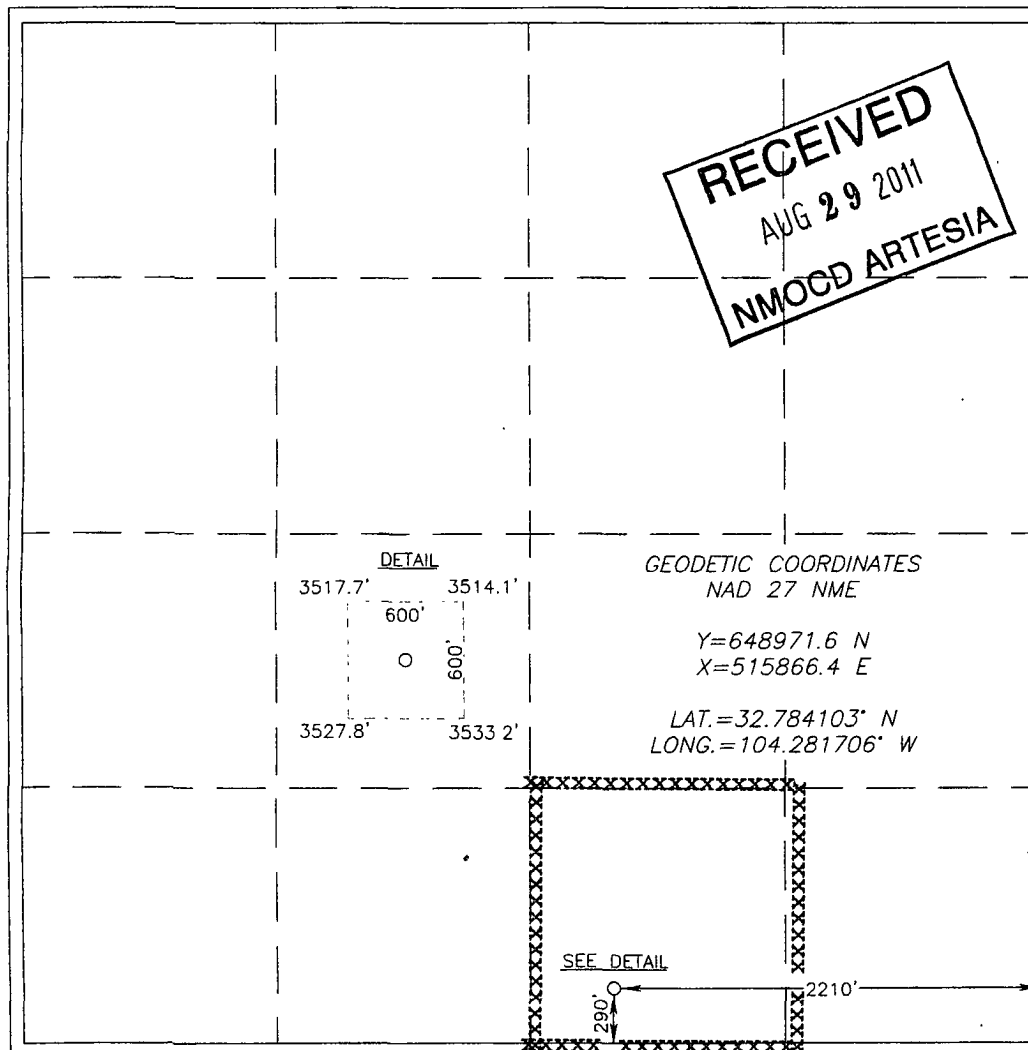 RECEIVED
AUG 29 2011
NMOCD ARTESIA
DETAIL
3517.7' 3514.1'
600'
600'
3527.8' 3533 2'
GEODETIC COORDINATES
NAD 27 NME
Y=648971.6 N
X=515866.4 E
LAT.=32.784103° N
LONG.=104.281706° W
SEE DETAIL
2210'
290'